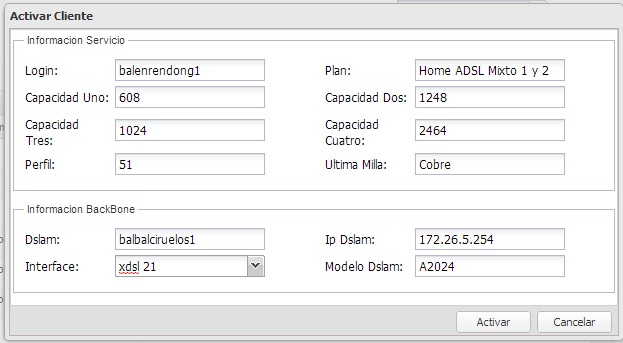 Activar Cliente
Informacion Servicio
Login: balenrendong1 Plan: Home ADSL Mixto 1 y 2
Capacidad Uno: 608 Capacidad Dos: 1248
Capacidad Tres: 1024 Capacidad Cuatro: 2464
Perfil: 51 Ultima Milla: Cobre
Informacion BackBone
Dslam: balbalciruelos1 Ip Dslam: 172.26.5.254
Interface: xdsl 21 Modelo Dslam: A2024
Activar Cancelar